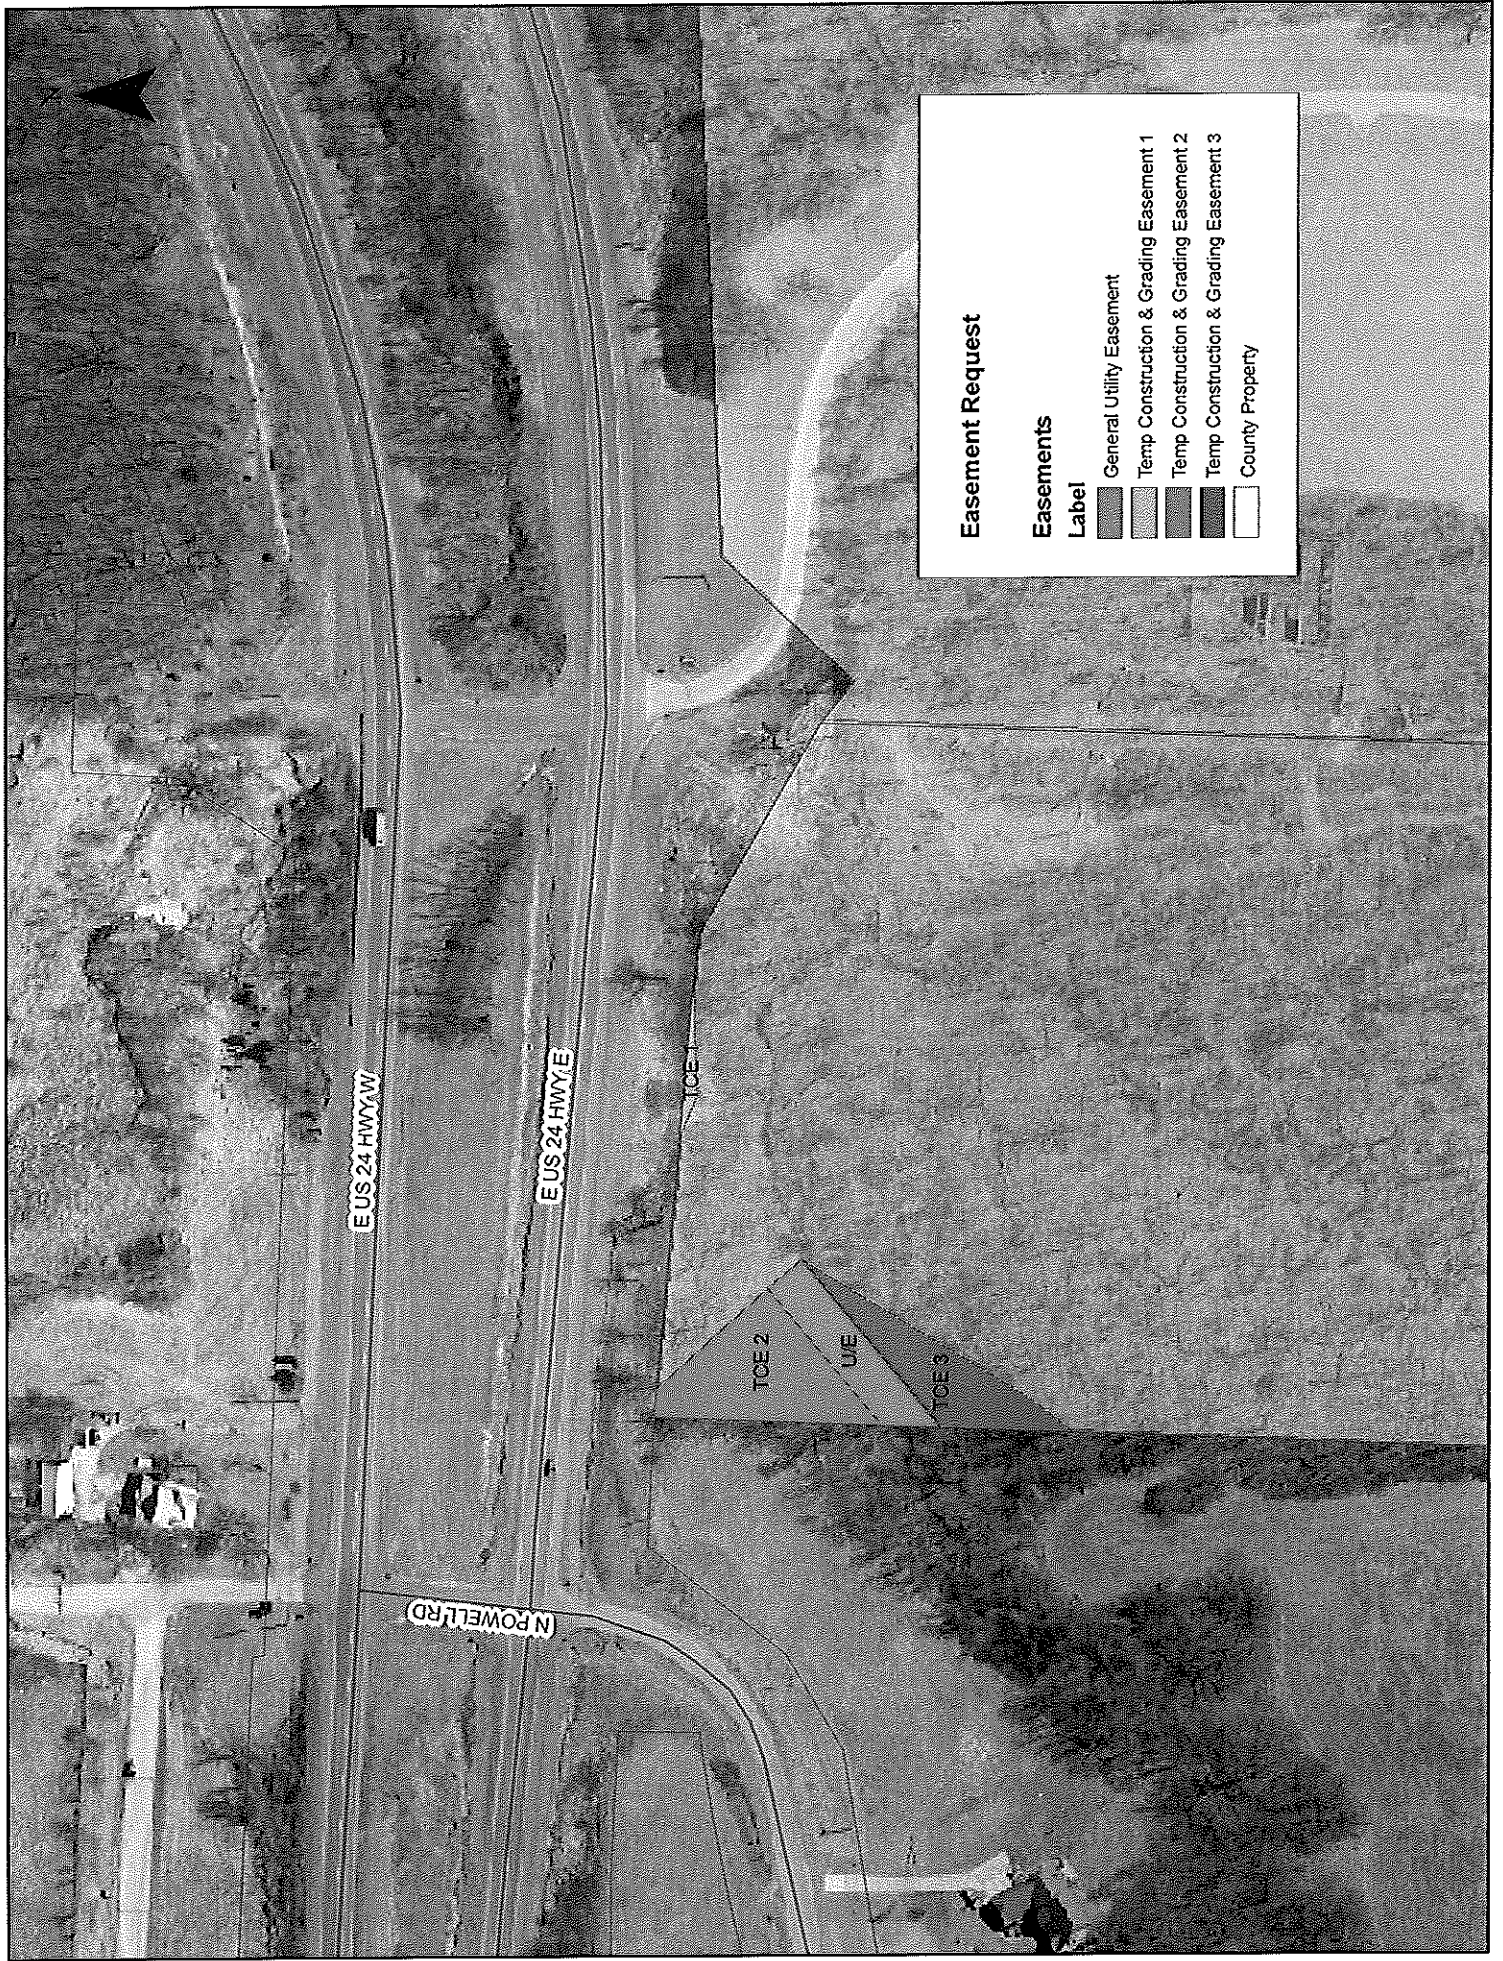 N
E US 24 HWY W
E US 24 HWY E
N POWELL RD
TCE 1
TCE 2
U/E
TCE 3
Easement Request
Easements
Label
General Utility Easement
Temp Construction & Grading Easement 1
Temp Construction & Grading Easement 2
Temp Construction & Grading Easement 3
County Property